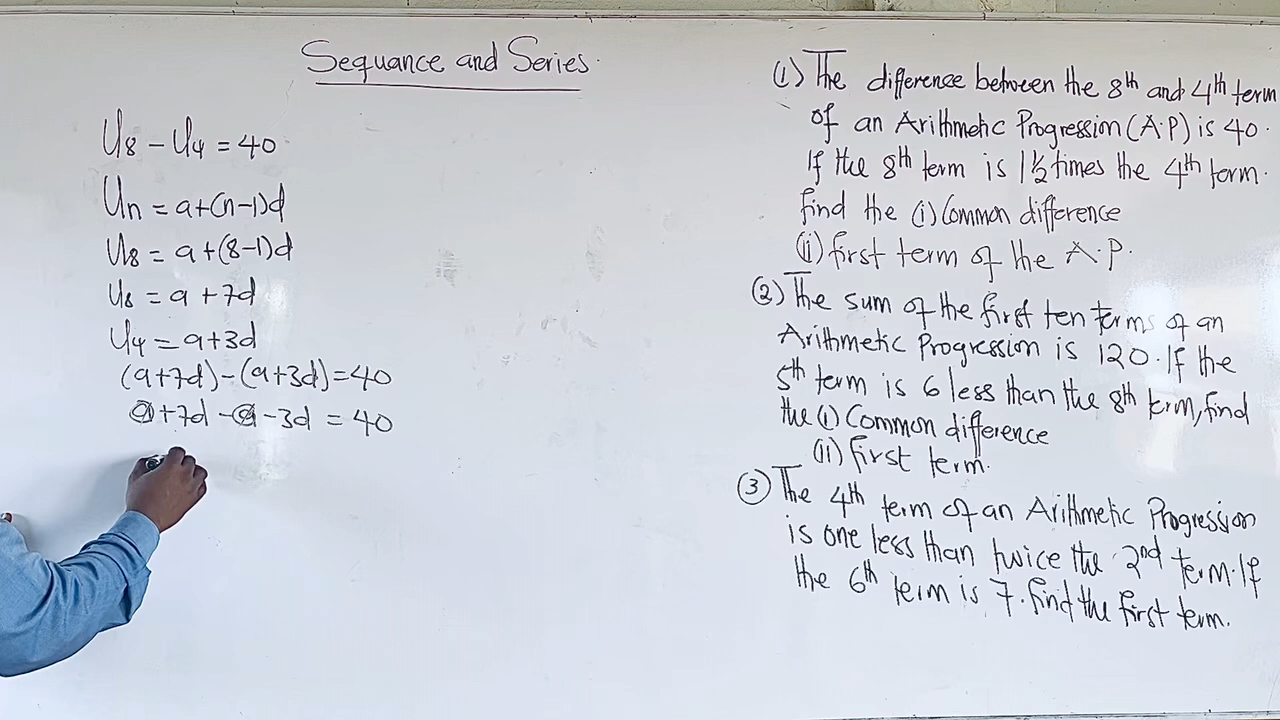 Sequance and Series.
U8 - U4 = 40
Un = a+(n-1)d
U8 = a+(8-1)d
U8 = a+7d
U4 = a+3d
(a+7d)-(a+3d)=40
a+7d-a-3d = 40
(1) The difference between the 8th and 4th term
of an Arithmetic Progression (A.P) is 40.
If the 8th term is 1½ times the 4th term.
find the (i) Common difference
(ii) first term of the A.P.
(2) The sum of the first ten terms of an
Arithmetic Progression is 120. If the
5th term is 6 less than the 8th term, find
the (i) Common difference
(ii) first term.
(3) The 4th term of an Arithmetic Progression
is one less than twice the 2nd term. If
the 6th term is 7. find the first term.